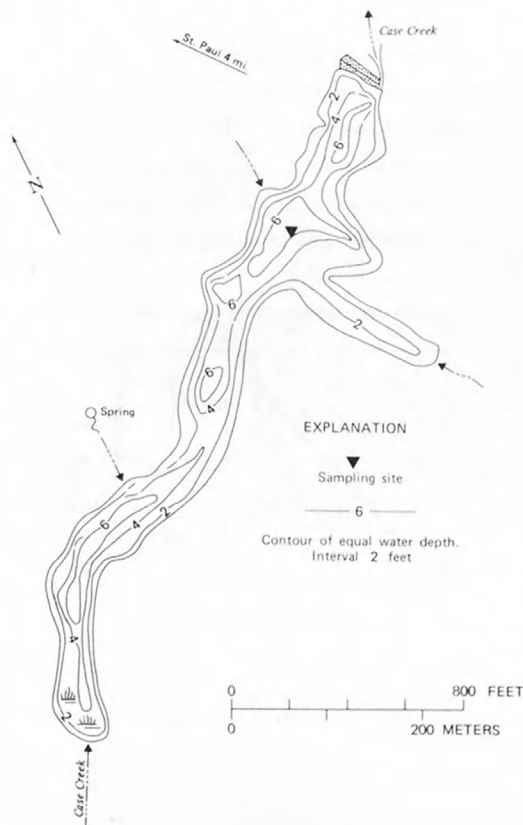 Case Creek
St. Paul 4 mi.
N
2
4
6
6
6
2
6
4
Spring
6
4
2
4
2
EXPLANATION
Sampling site
6
Contour of equal water depth.
Interval 2 feet
0 800 FEET
0 200 METERS
Case Creek